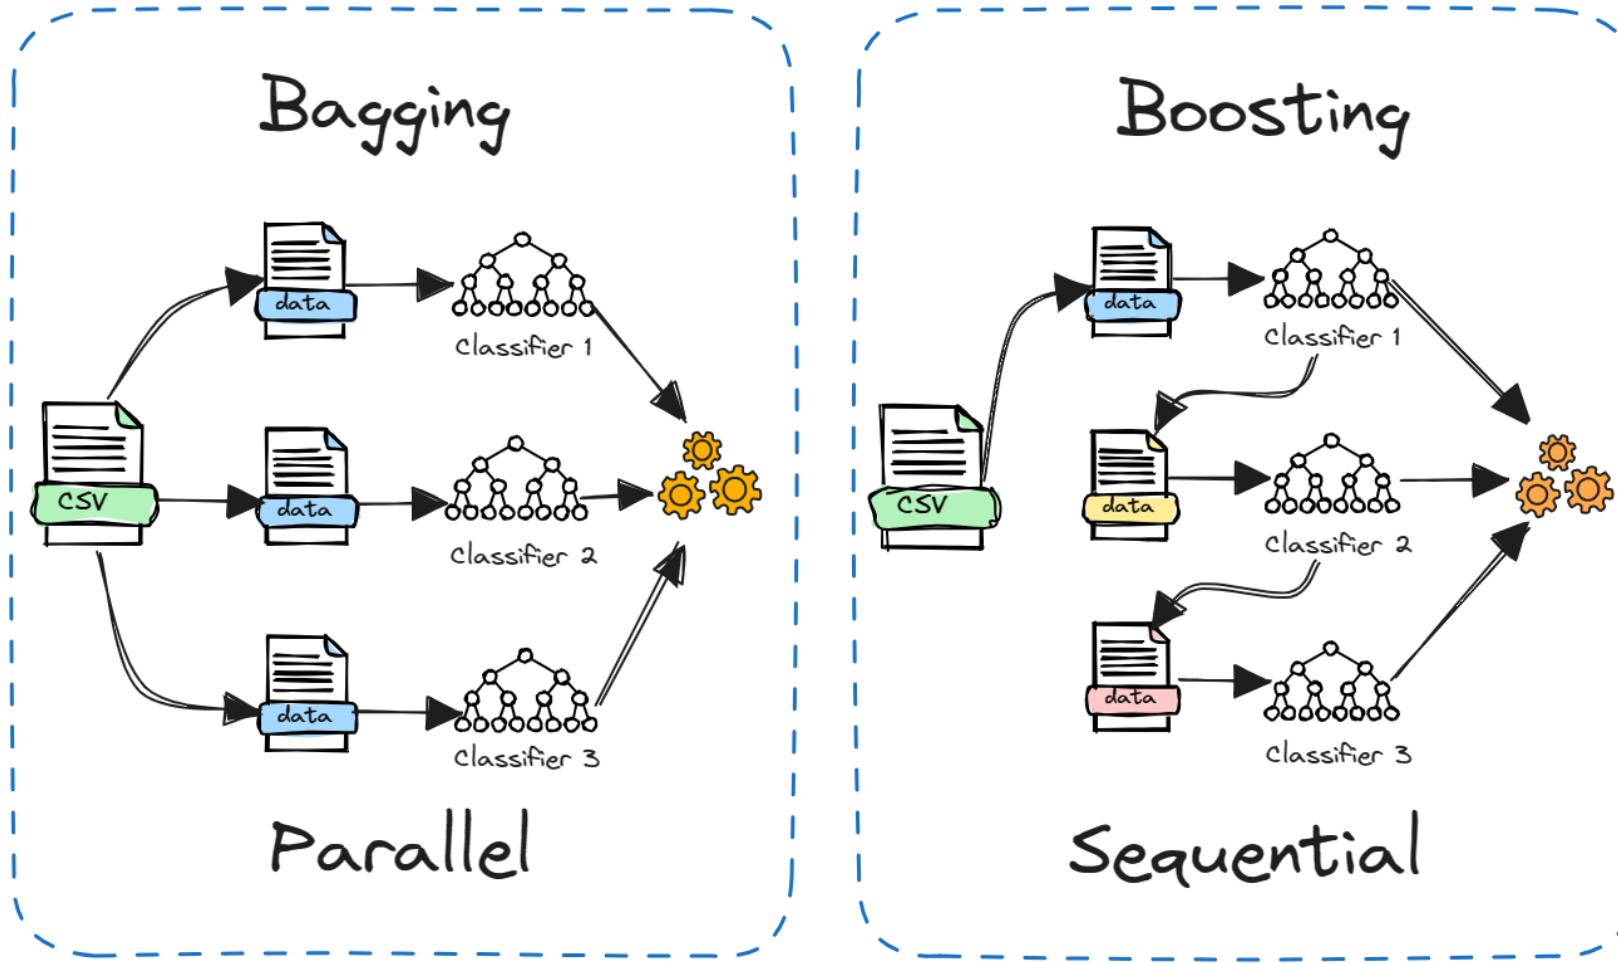 Bagging
data
Classifier 1
CSV
data
Classifier 2
data
Classifier 3
Parallel
Boosting
data
Classifier 1
CSV
data
Classifier 2
data
Classifier 3
Sequential